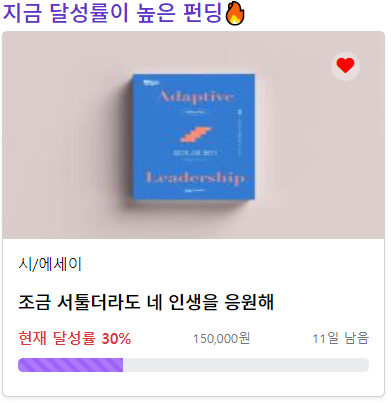 지금 달성률이 높은 펀딩🔥
Adaptive
Leadership
시/에세이
조금 서툴더라도 네 인생을 응원해
현재 달성률 30% 150,000원 11일 남음